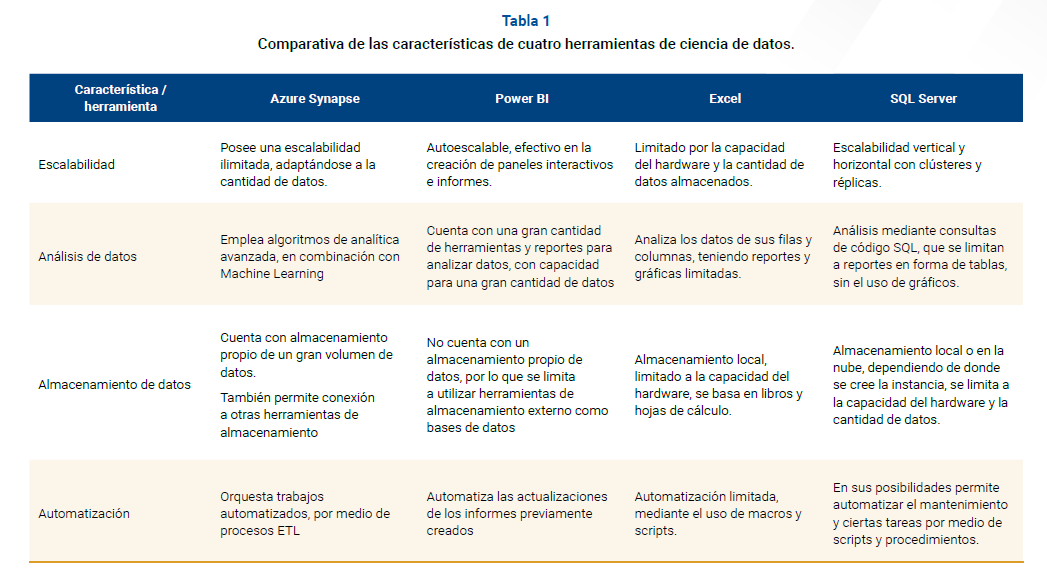 Tabla 1
Comparativa de las características de cuatro herramientas de ciencia de datos.
Característica /
herramienta
Azure Synapse
Power BI
Excel
SQL Server
Escalabilidad
Posee una escalabilidad
ilimitada, adaptándose a la
cantidad de datos.
Autoescalable, efectivo en la
creación de paneles interactivos
e informes.
Limitado por la capacidad
del hardware y la cantidad de
datos almacenados.
Escalabilidad vertical y
horizontal con clústeres y
réplicas.
Análisis de datos
Emplea algoritmos de analítica
avanzada, en combinación con
Machine Learning
Cuenta con una gran cantidad
de herramientas y reportes para
analizar datos, con capacidad
para una gran cantidad de datos
Analiza los datos de sus filas y
columnas, teniendo reportes y
gráficas limitadas.
Análisis mediante consultas
de código SQL, que se limitan
a reportes en forma de tablas,
sin el uso de gráficos.
Almacenamiento de datos
Cuenta con almacenamiento
propio de un gran volumen de
datos.
También permite conexión
a otras herramientas de
almacenamiento
No cuenta con un
almacenamiento propio de
datos, por lo que se limita
a utilizar herramientas de
almacenamiento externo como
bases de datos
Almacenamiento local,
limitado a la capacidad del
hardware, se basa en libros y
hojas de cálculo.
Almacenamiento local o en la
nube, dependiendo de donde
se cree la instancia, se limita a
la capacidad del hardware y la
cantidad de datos.
Automatización
Orquesta trabajos
automatizados, por medio de
procesos ETL
Automatiza las actualizaciones
de los informes previamente
creados
Automatización limitada,
mediante el uso de macros y
scripts.
En sus posibilidades permite
automatizar el mantenimiento
y ciertas tareas por medio de
scripts y procedimientos.